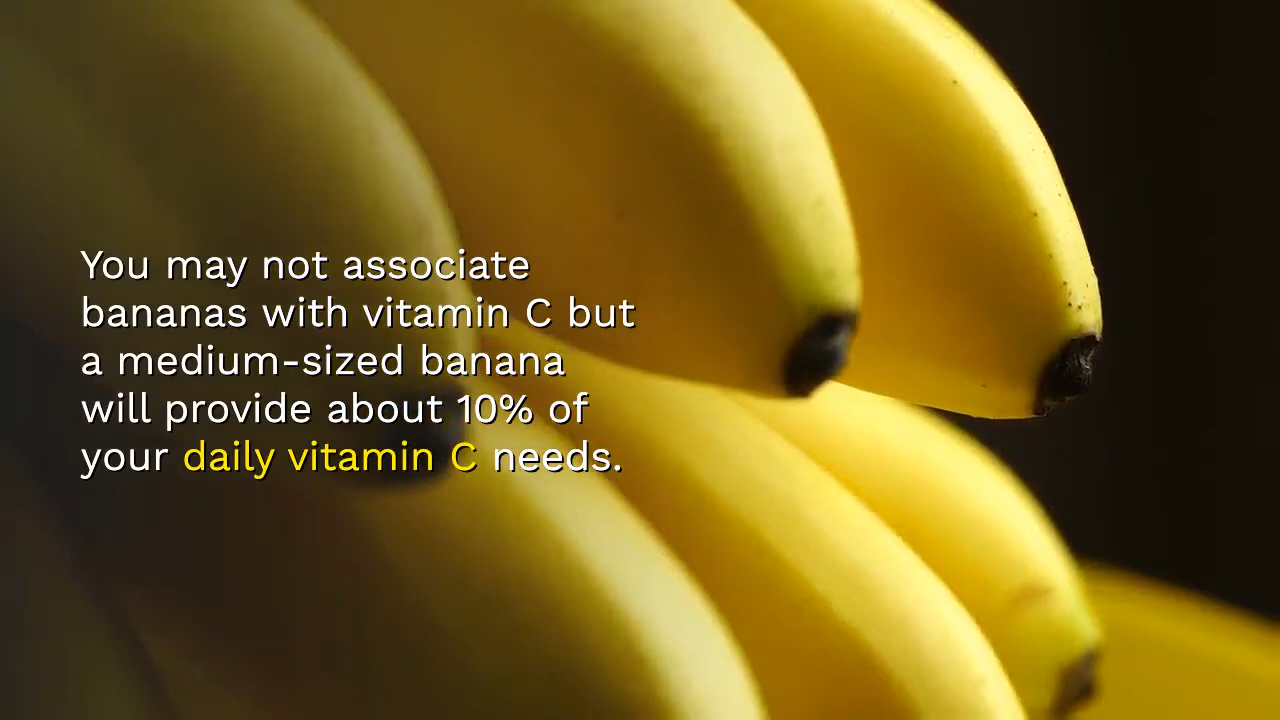 You may not associate
bananas with vitamin C but
a medium-sized banana
will provide about 10% of
your daily vitamin C needs.